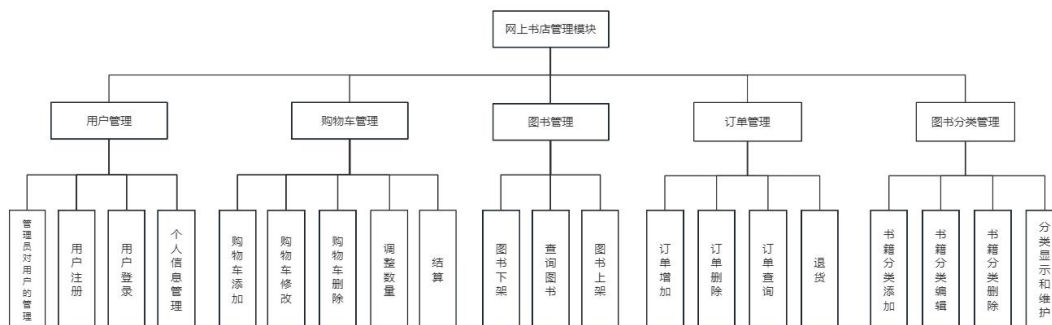 网上书店管理模块
用户管理
购物车管理
图书管理
订单管理
图书分类管理
管理员对用户的管理
用户注册
用户登录
个人信息管理
购物车添加
购物车修改
购物车删除
调整数量
结算
图书下架
查询图书
图书上架
订单增加
订单删除
订单查询
退货
书籍分类添加
书籍分类编辑
书籍分类删除
分类显示和维护